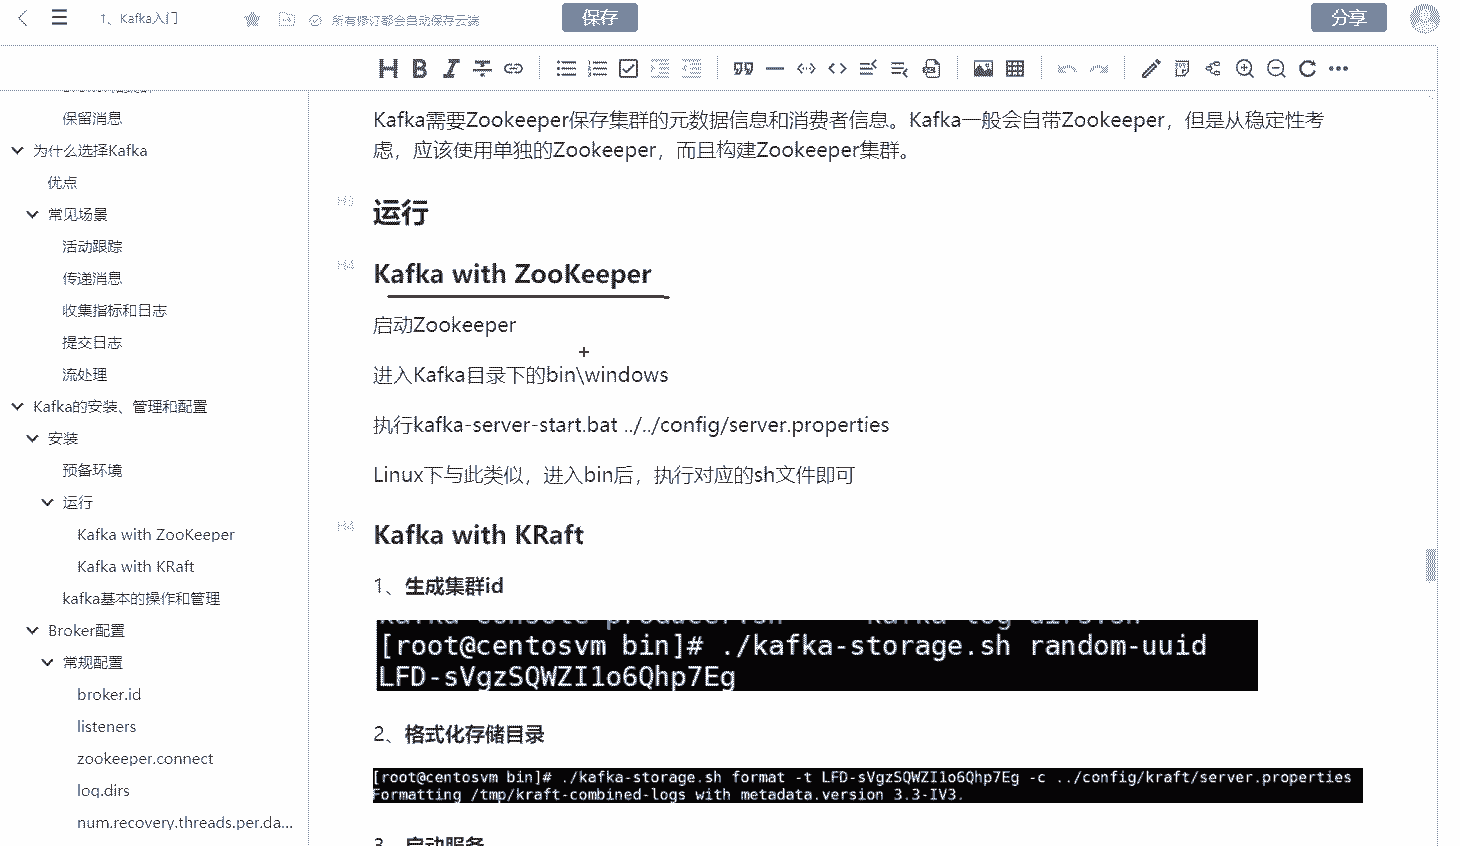 1、Kafka入门
所有修订都会自动保存云端
保存
分享
保留消息
为什么选择Kafka
优点
常见场景
活动跟踪
传递消息
收集指标和日志
提交日志
流处理
Kafka的安装、管理和配置
安装
预备环境
运行
Kafka with ZooKeeper
Kafka with KRaft
kafka基本的操作和管理
Broker配置
常规配置
broker.id
listeners
zookeeper.connect
log.dirs
num.recovery.threads.per.da...
Kafka需要Zookeeper保存集群的元数据信息和消费者信息。Kafka一般会自带Zookeeper，但是从稳定性考
虑，应该使用单独的Zookeeper，而且构建Zookeeper集群。
H3
运行
H4
Kafka with ZooKeeper
启动Zookeeper
进入Kafka目录下的bin\windows
执行kafka-server-start.bat ../../config/server.properties
Linux下与此类似，进入bin后，执行对应的sh文件即可
H4
Kafka with KRaft
1、生成集群id
[root@centosvm bin]# ./kafka-storage.sh random-uuid
LFD-sVgzSQWZI1o6Qhp7Eg
2、格式化存储目录
[root@centosvm bin]# ./kafka-storage.sh format -t LFD-sVgzSQWZI1o6Qhp7Eg -c ../config/kraft/server.properties
Formatting /tmp/kraft-combined-logs with metadata.version 3.3-IV3.
3、启动服务